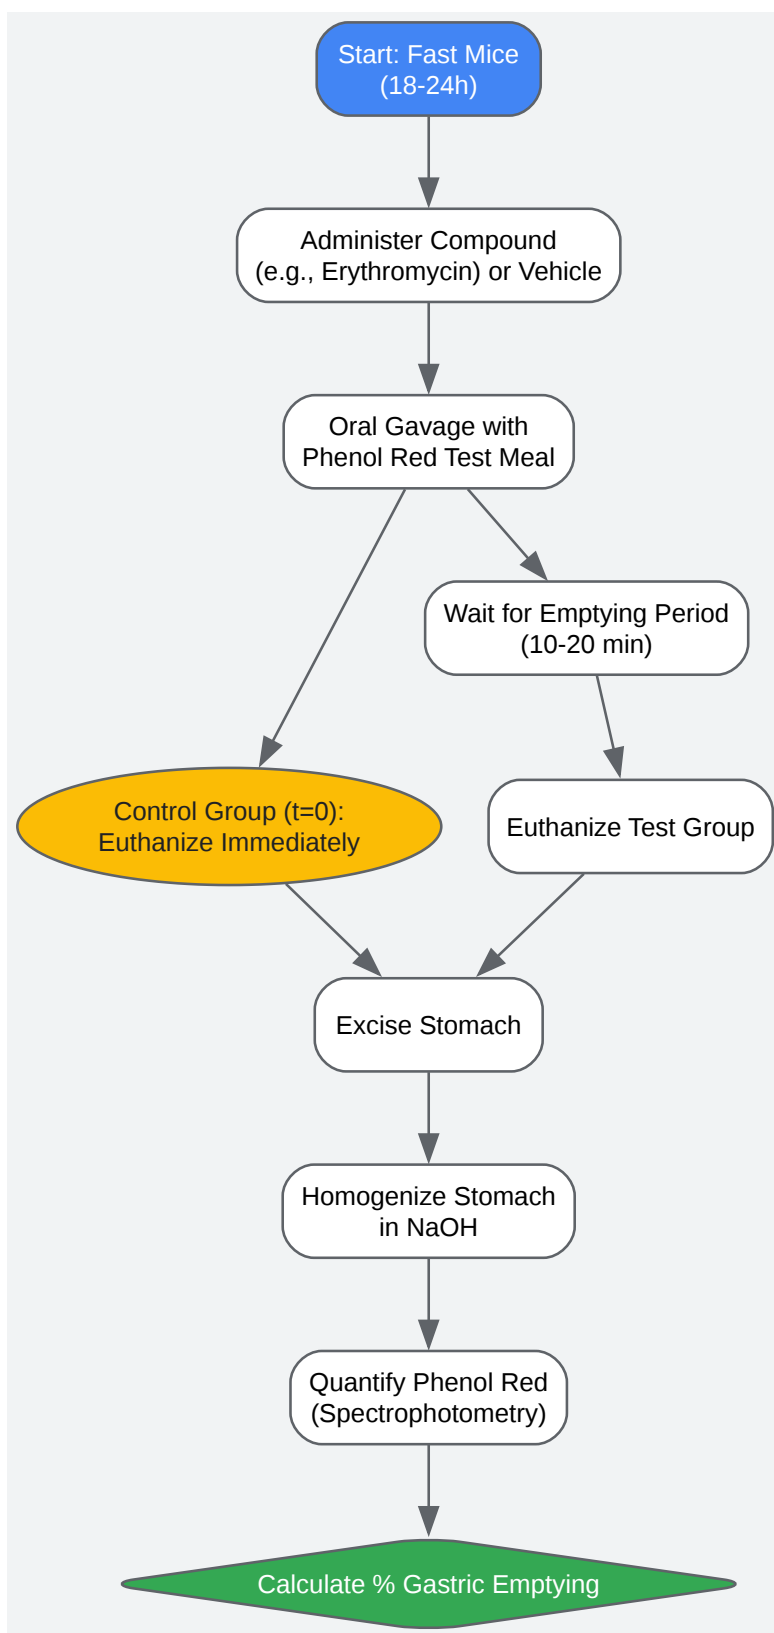 Start: Fast Mice
(18-24h)
Administer Compound
(e.g., Erythromycin) or Vehicle
Oral Gavage with
Phenol Red Test Meal
Wait for Emptying Period
(10-20 min)
Control Group (t=0):
Euthanize Immediately
Euthanize Test Group
Excise Stomach
Homogenize Stomach
in NaOH
Quantify Phenol Red
(Spectrophotometry)
Calculate % Gastric Emptying